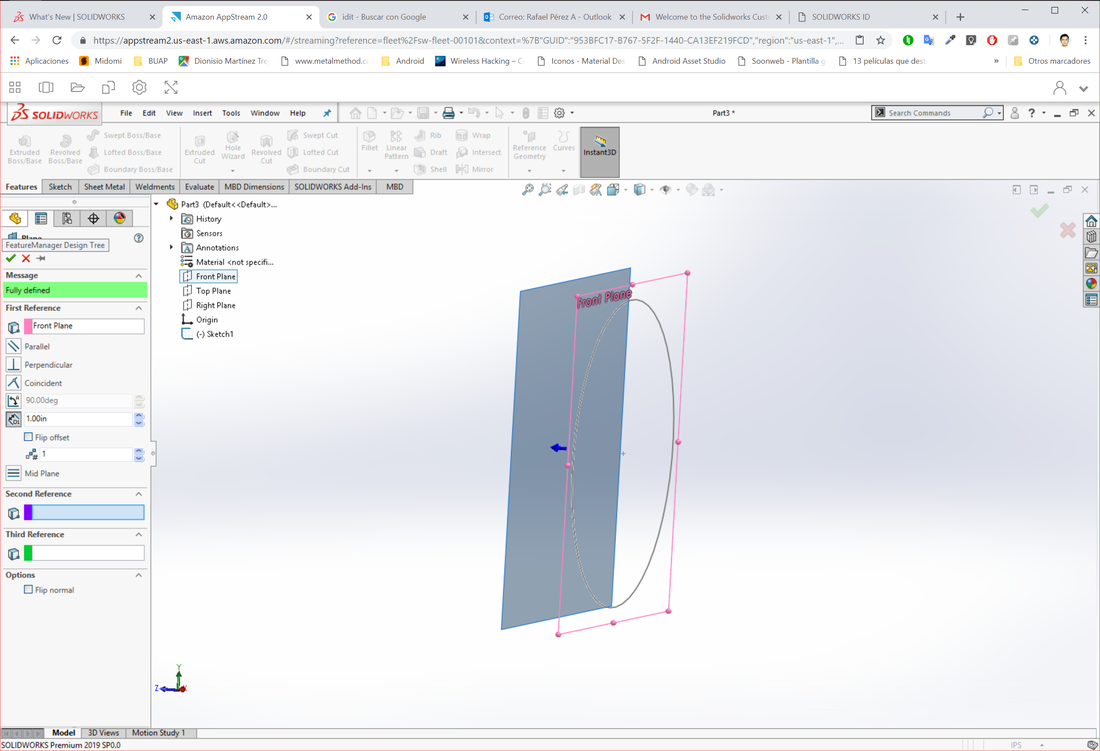 What's New | SOLIDWORKS
Amazon AppStream 2.0
idit - Buscar con Google
Correo: Rafael Pérez A - Outlook
Welcome to the Solidworks Cust
SOLIDWORKS ID
https://appstream2.us-east-1.aws.amazon.com/#/streaming?reference=fleet%2Fsw-fleet-00101&context=%7B"GUID":"953BFC17-B767-5F2F-1440-CA13EF219FCD","region":"us-east-1",...
Aplicaciones
Midomi
BUAP
Dionisio Martínez Tr
www.metalmethod.c
Android
Wireless Hacking – C
Iconos - Material Des
Android Asset Studio
Soonweb - Plantilla g
13 películas que dest
»
Otros marcadores
SOLIDWORKS
File Edit View Insert Tools Window Help
Part3 *
Search Commands
Extruded Boss/Base
Revolved Boss/Base
Swept Boss/Base
Lofted Boss/Base
Boundary Boss/Base
Extruded Cut
Hole Wizard
Revolved Cut
Swept Cut
Lofted Cut
Boundary Cut
Fillet
Linear Pattern
Rib
Draft
Shell
Wrap
Intersect
Mirror
Reference Geometry
Curves
Instant3D
Features Sketch Sheet Metal Weldments Evaluate MBD Dimensions SOLIDWORKS Add-Ins MBD
Part3 (Default<<Default>...
History
Sensors
Annotations
Material <not specifi...
Front Plane
Top Plane
Right Plane
Origin
(-) Sketch1
FeatureManager Design Tree
Message
Fully defined
First Reference
Front Plane
Parallel
Perpendicular
Coincident
90.00deg
1.00in
Flip offset
1
Mid Plane
Second Reference
Third Reference
Options
Flip normal
Front Plane
Y
Z
Model 3D Views Motion Study 1
SOLIDWORKS Premium 2019 SP0.0
IPS